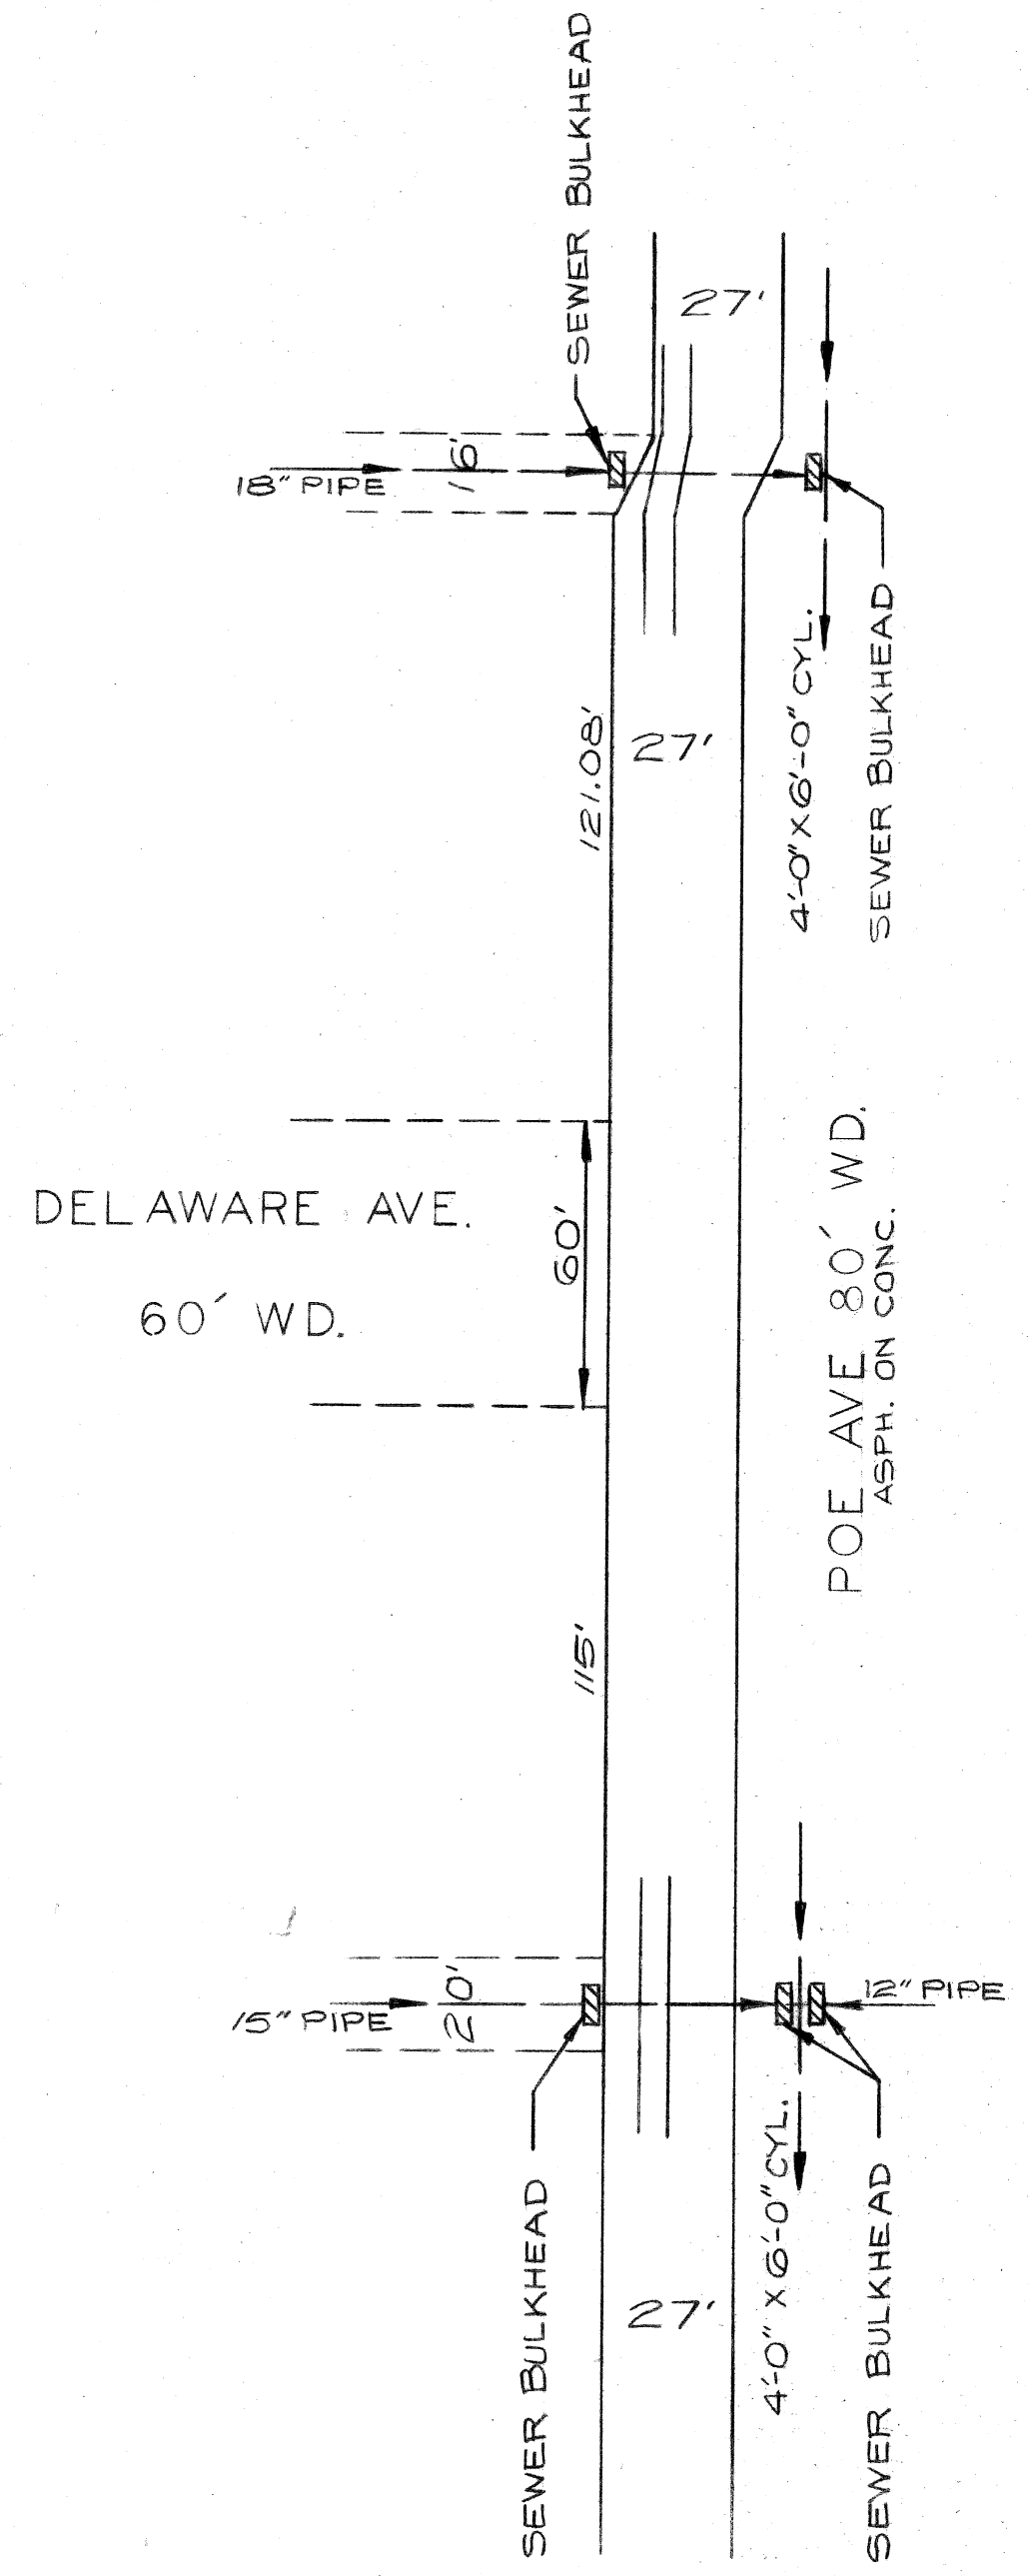 SEWER BULKHEAD
27'
16'
18" PIPE
4'-0" X 6'-0" CYL.
SEWER BULKHEAD
121.08'
27'
DELAWARE AVE.
60' WD.
60'
POE AVE 80' WD.
ASPH. ON CONC.
115'
20'
15" PIPE
12" PIPE
SEWER BULKHEAD
27'
4'-0" X 6'-0" CYL.
SEWER BULKHEAD